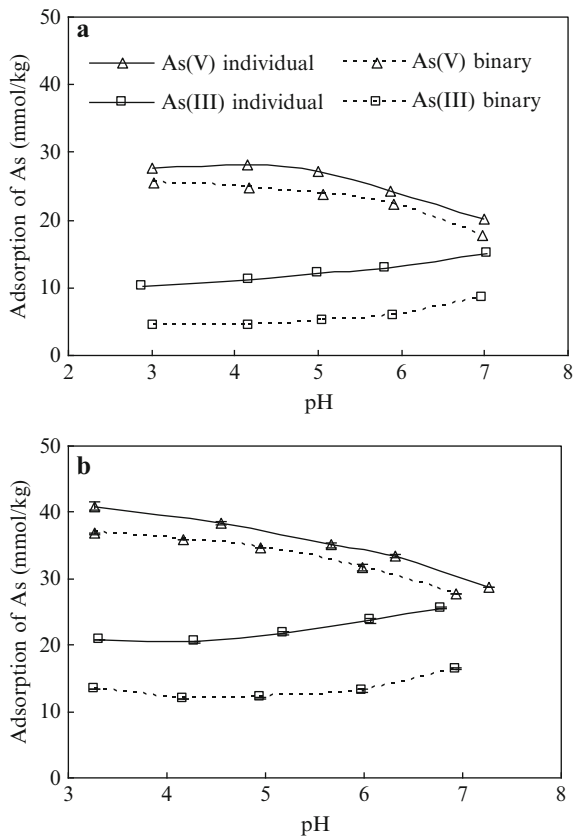 a
As(V) individual
As(V) binary
As(III) individual
As(III) binary
Adsorption of As (mmol/kg)
50
40
30
20
10
0
2
3
4
5
6
7
8
pH
b
Adsorption of As (mmol/kg)
50
40
30
20
10
0
3
4
5
6
7
8
pH